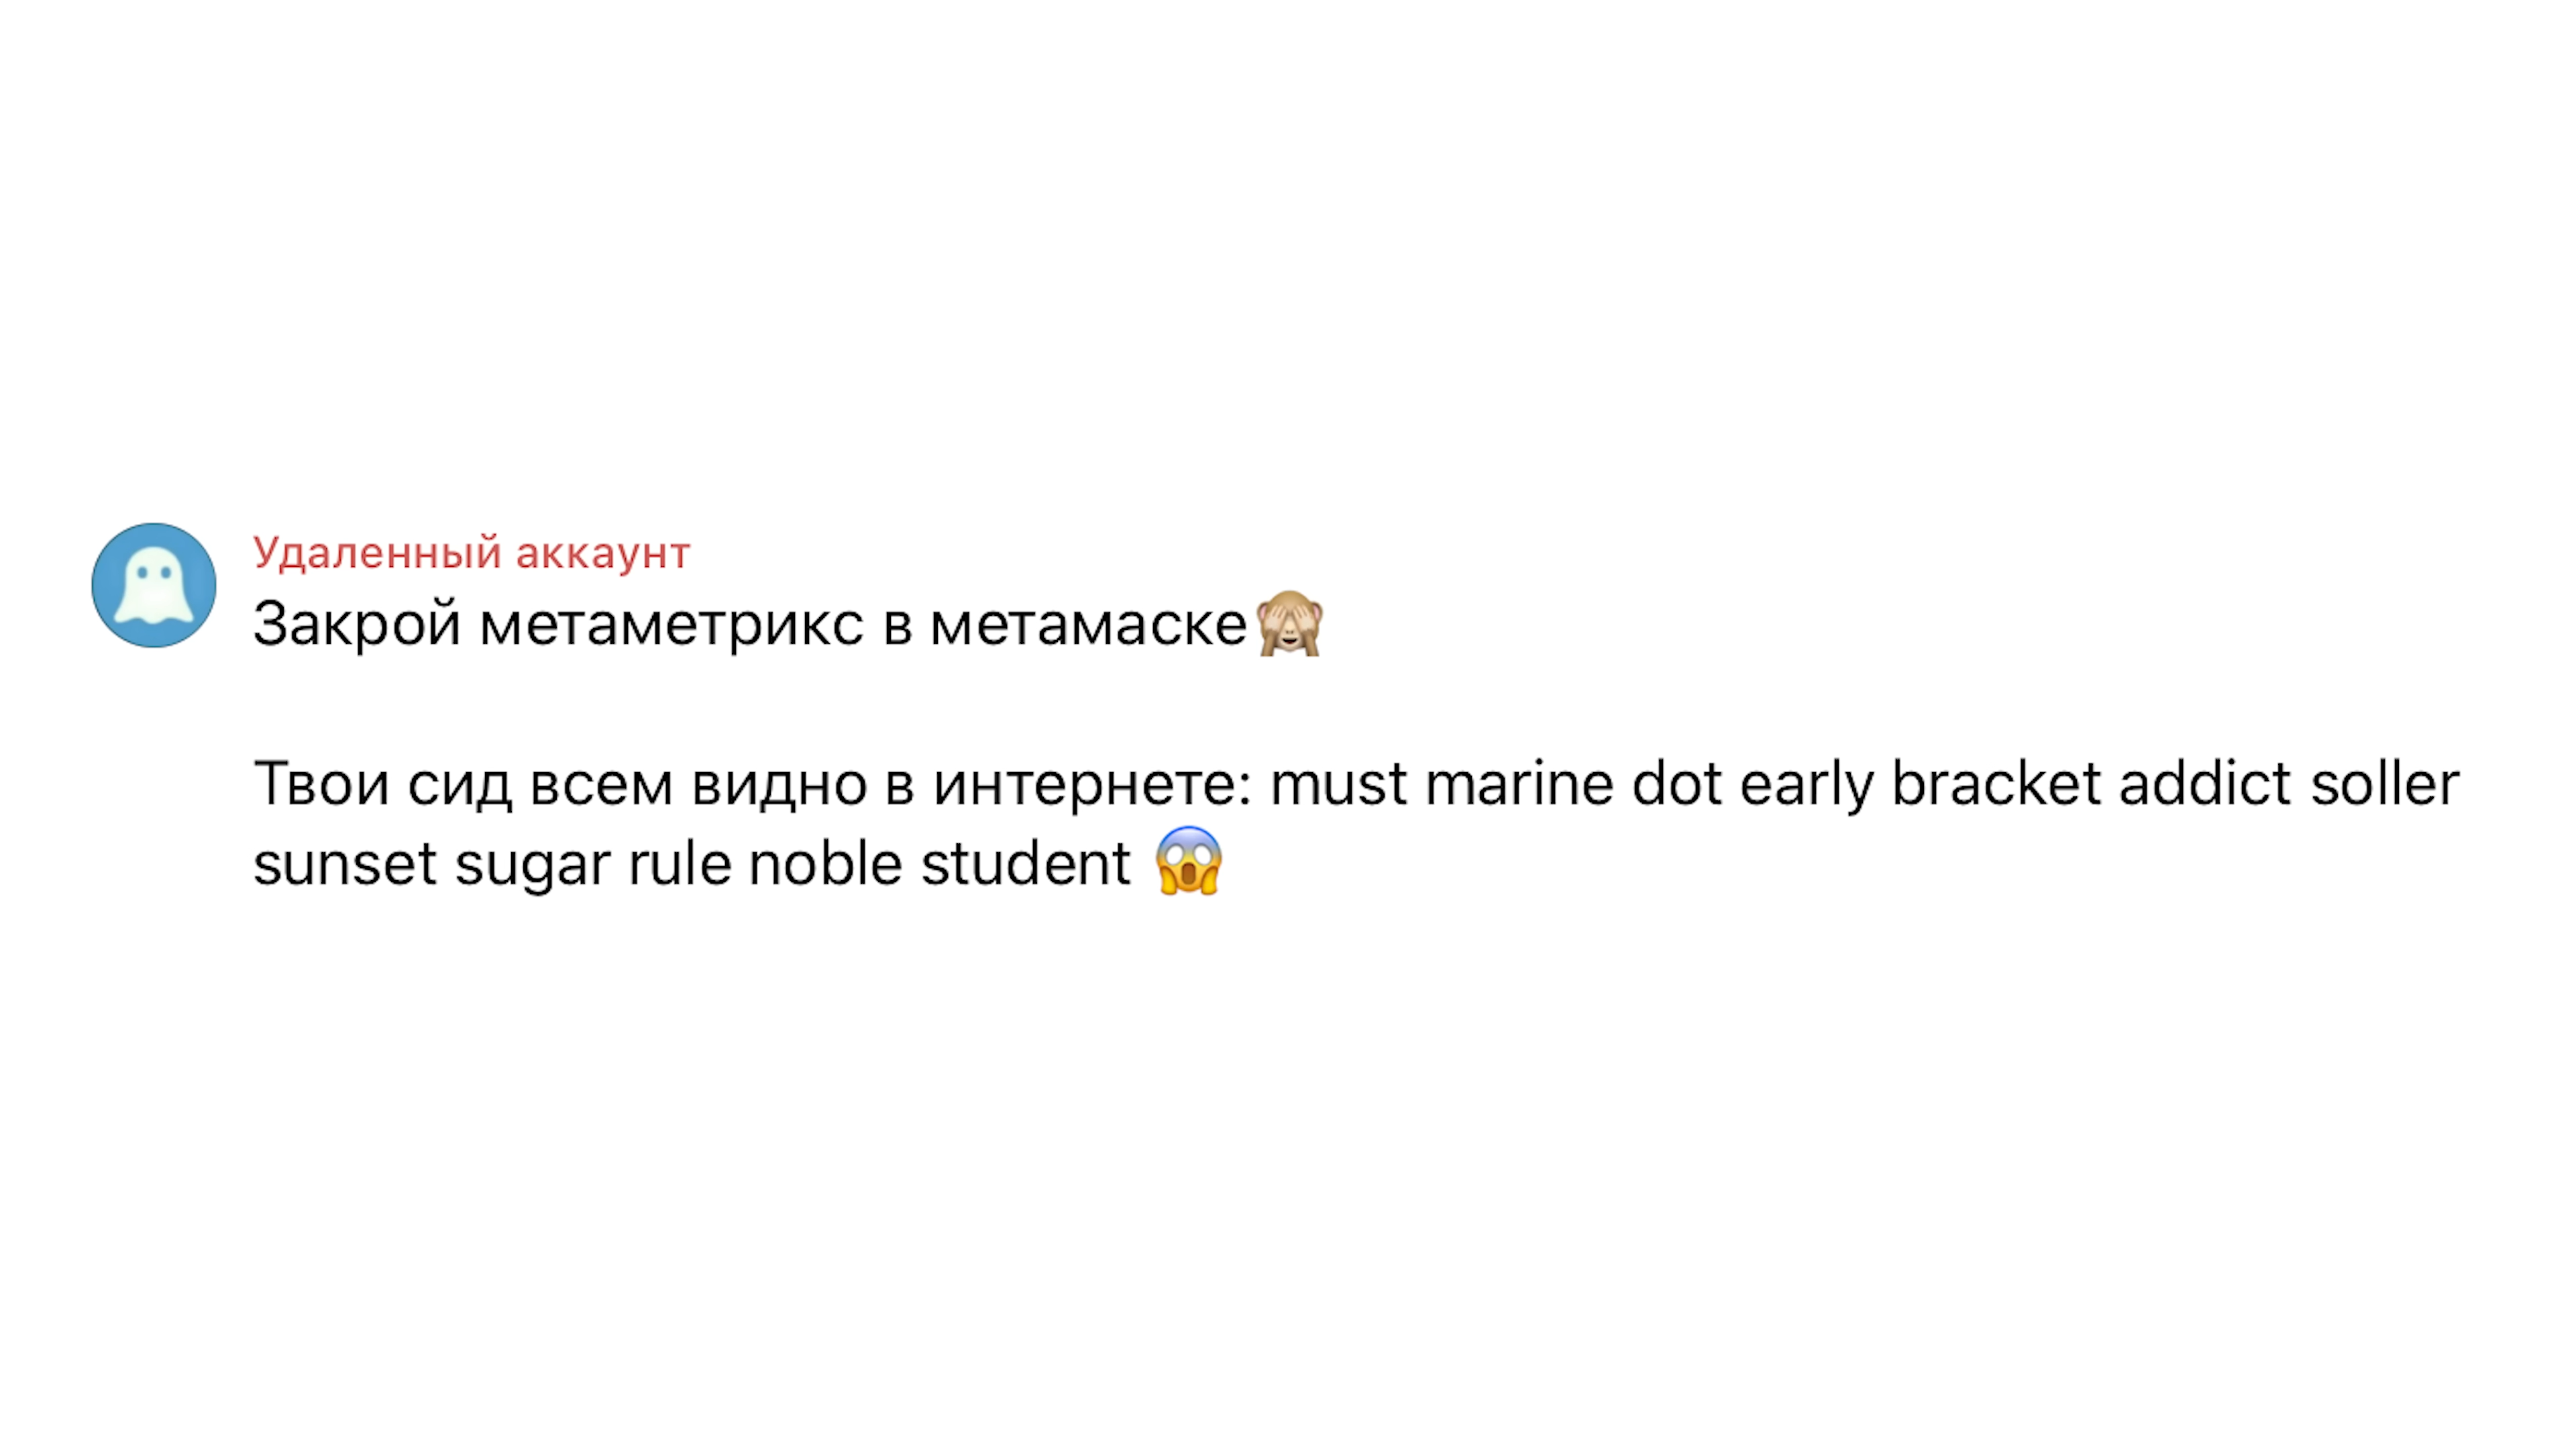 Удаленный аккаунт
Закрой метаметрикс в метамаске🙈
Твои сид всем видно в интернете: must marine dot early bracket addict soller
sunset sugar rule noble student 😱